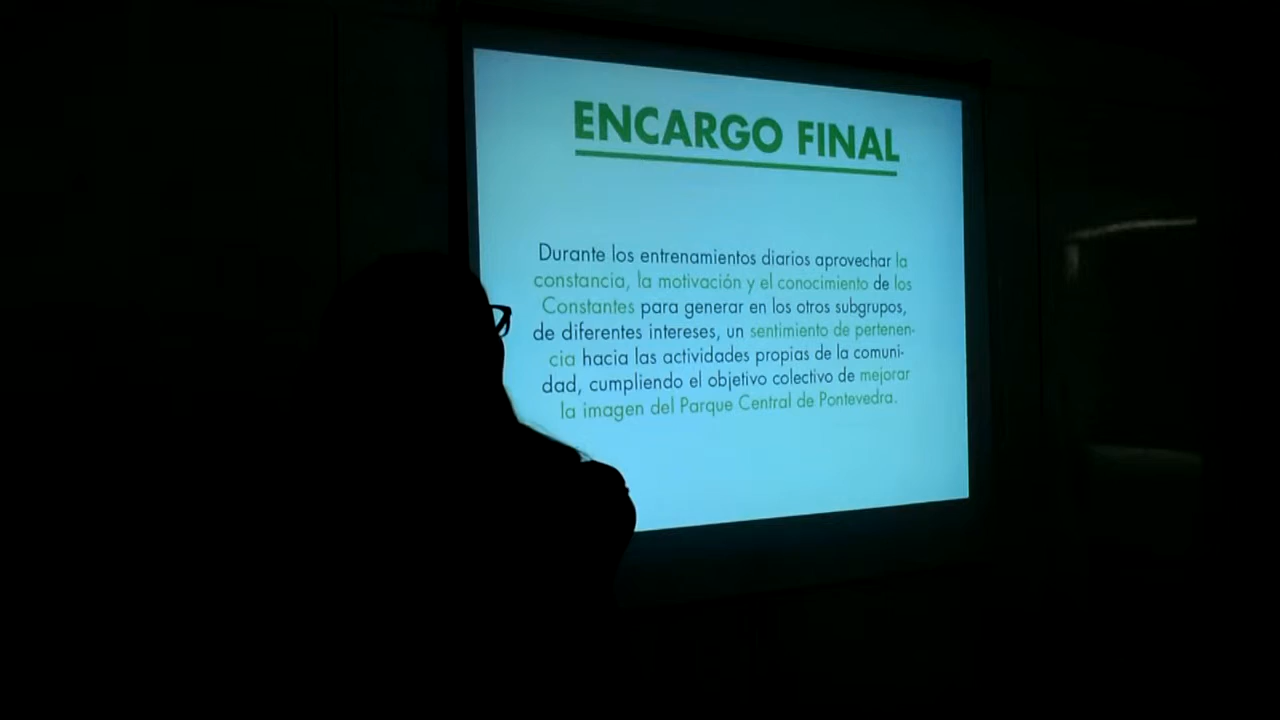 ENCARGO FINAL
Durante los entrenamientos diarios aprovechar la
constancia, la motivación y el conocimiento de los
Constantes para generar en los otros subgrupos,
de diferentes intereses, un sentimiento de pertenen-
cia hacia las actividades propias de la comuni-
dad, cumpliendo el objetivo colectivo de mejorar
la imagen del Parque Central de Pontevedra.